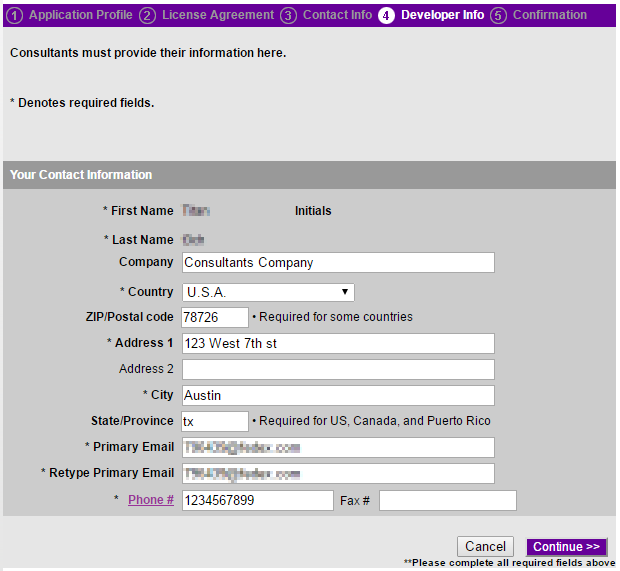 1 Application Profile 2 License Agreement 3 Contact Info 4 Developer Info 5 Confirmation
Consultants must provide their information here.
* Denotes required fields.
Your Contact Information
* First Name Initials
* Last Name
Company Consultants Company
* Country U.S.A.
ZIP/Postal code 78726 • Required for some countries
* Address 1 123 West 7th st
Address 2
* City Austin
State/Province tx • Required for US, Canada, and Puerto Rico
* Primary Email
* Retype Primary Email
* Phone # 1234567899 Fax #
Cancel Continue >>
**Please complete all required fields above